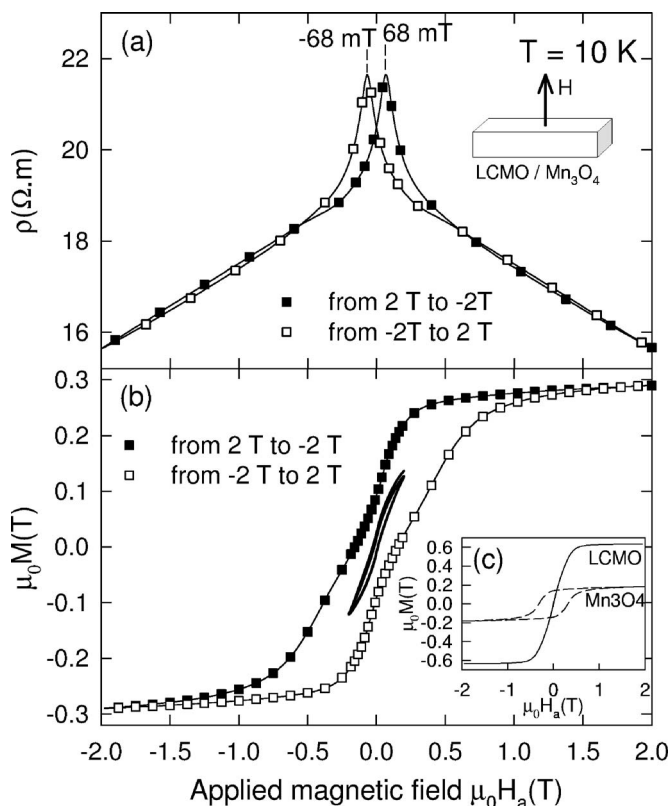 (a)
-68 mT 68 mT
T = 10 K
H
LCMO / Mn₃O₄
22
20
18
16
ρ(Ω.m)
from 2 T to -2T
from -2T to 2 T
(b)
from 2 T to -2 T
from -2 T to 2 T
0.3
0.2
0.1
0.0
-0.1
-0.2
-0.3
μ₀M(T)
(c)
LCMO
Mn3O4
0.6
0.4
0.2
0.0
-0.2
-0.4
-0.6
μ₀M(T)
-2 -1 0 1 2
μ₀Hₐ(T)
-2.0 -1.5 -1.0 -0.5 0.0 0.5 1.0 1.5 2.0
Applied magnetic field μ₀Hₐ(T)